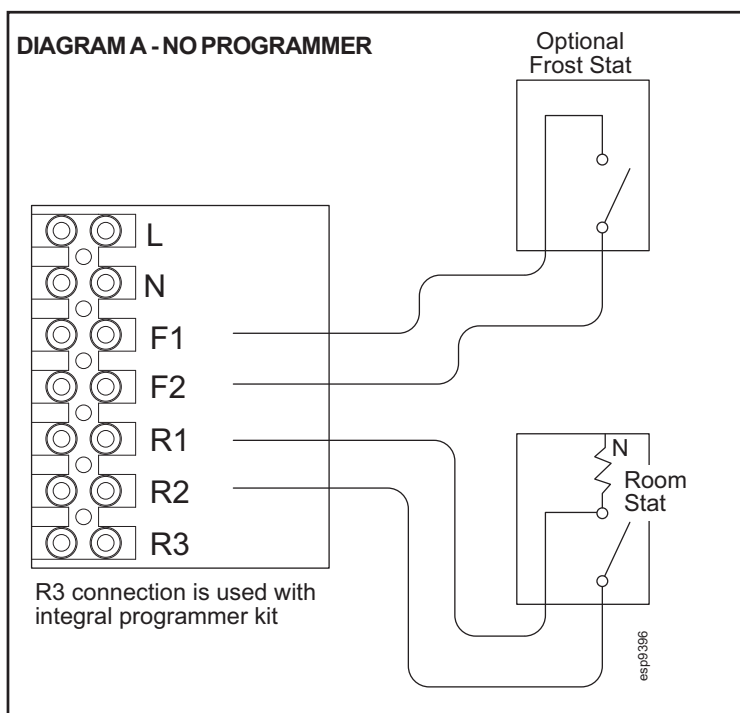 DIAGRAM A - NO PROGRAMMER
Optional
Frost Stat
L
N
F1
F2
R1
R2
R3
N
Room
Stat
R3 connection is used with
integral programmer kit
esp9396